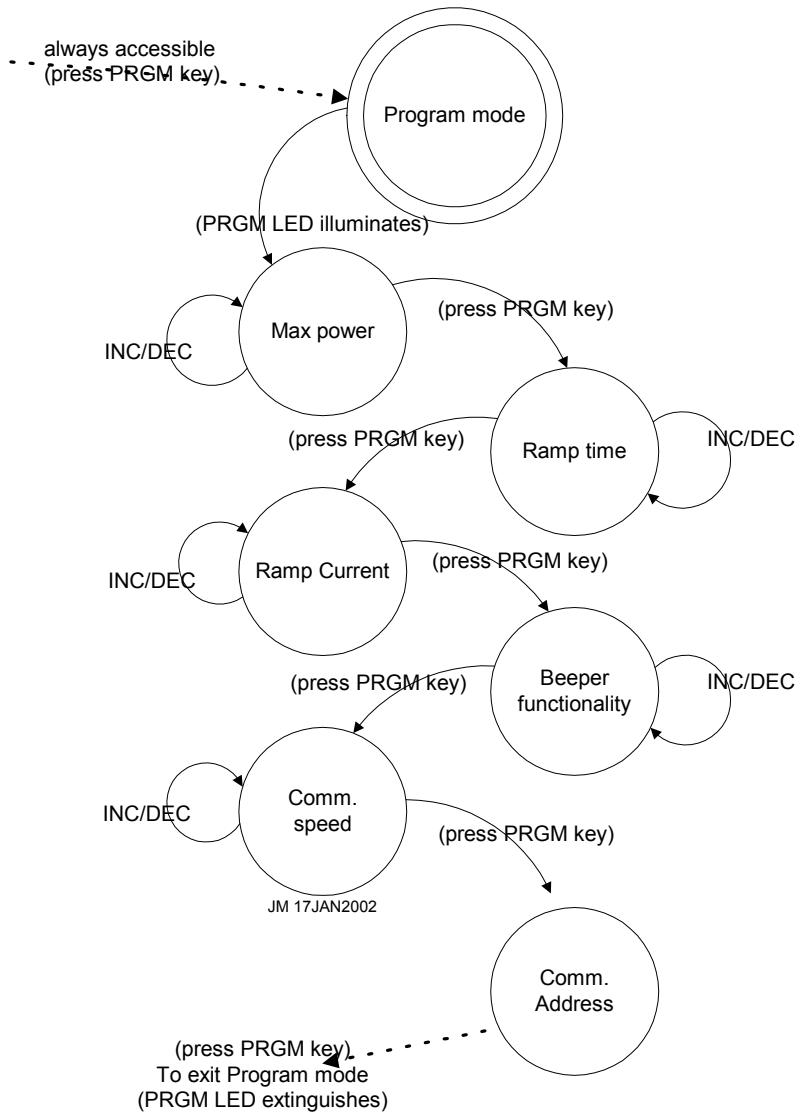 always accessible
(press PRGM key)
Program mode
(PRGM LED illuminates)
Max power
(press PRGM key)
INC/DEC
(press PRGM key)
Ramp time
INC/DEC
Ramp Current
(press PRGM key)
INC/DEC
Beeper
functionality
(press PRGM key)
INC/DEC
Comm.
speed
INC/DEC
(press PRGM key)
JM 17JAN2002
Comm.
Address
(press PRGM key)
To exit Program mode
(PRGM LED extinguishes)